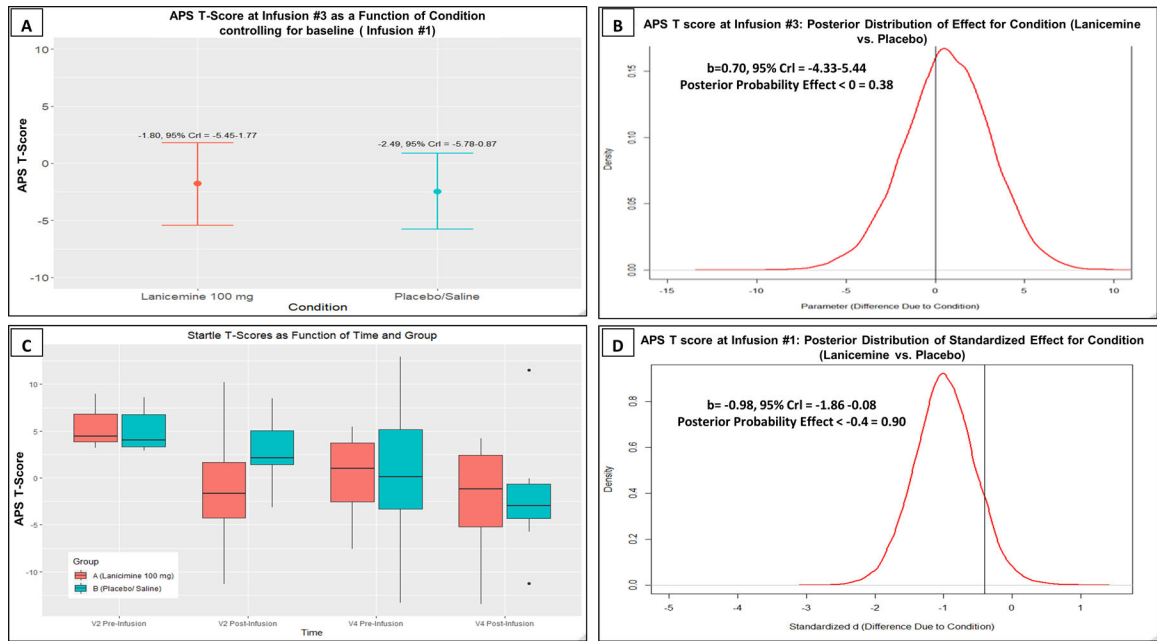 A
APS T-Score at Infusion #3 as a Function of Condition
controlling for baseline ( Infusion #1)
10
5
0
-5
-10
APS T-Score
-1.80, 95% Crl = -5.45-1.77
-2.49, 95% Crl = -5.78-0.87
Lanicemine 100 mg
Placebo/Saline
Condition
B
APS T score at Infusion #3: Posterior Distribution of Effect for Condition (Lanicemine
vs. Placebo)
b=0.70, 95% Crl = -4.33-5.44
Posterior Probability Effect < 0 = 0.38
Density
0.15
0.10
0.05
0.00
-15
-10
-5
0
5
10
Parameter (Difference Due to Condition)
C
Startle T-Scores as Function of Time and Group
APS T-Score
10
5
0
-5
-10
Group
A (Lanicimine 100 mg)
B (Placebo/ Saline)
V2 Pre-Infusion
V2 Post-Infusion
V4 Pre-Infusion
V4 Post-Infusion
Time
D
APS T score at Infusion #1: Posterior Distribution of Standardized Effect for Condition
(Lanicemine vs. Placebo)
b= -0.98, 95% Crl = -1.86 -0.08
Posterior Probability Effect < -0.4 = 0.90
Density
0.8
0.6
0.4
0.2
0.0
-5
-4
-3
-2
-1
0
1
Standardized d (Difference Due to Condition)